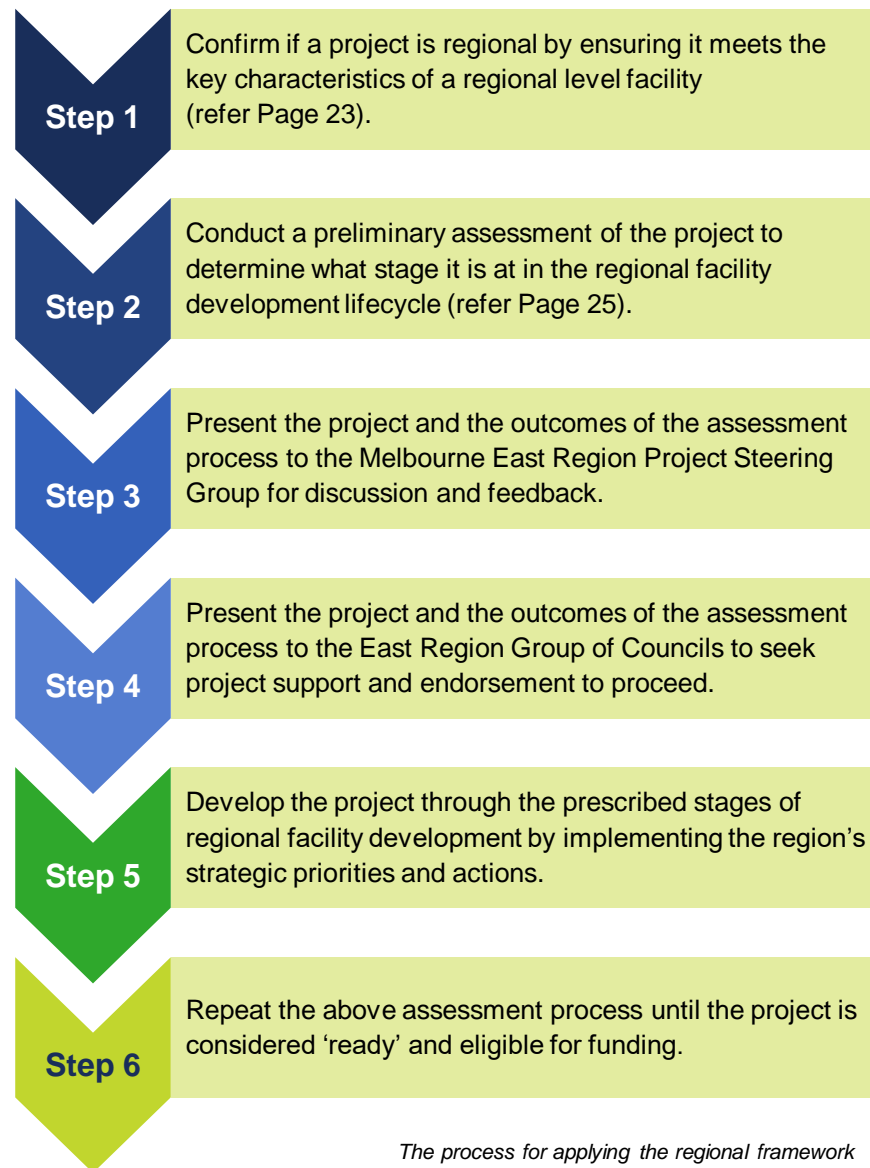 Step 1
Confirm if a project is regional by ensuring it meets the
key characteristics of a regional level facility
(refer Page 23).
Step 2
Conduct a preliminary assessment of the project to
determine what stage it is at in the regional facility
development lifecycle (refer Page 25).
Step 3
Present the project and the outcomes of the assessment
process to the Melbourne East Region Project Steering
Group for discussion and feedback.
Step 4
Present the project and the outcomes of the assessment
process to the East Region Group of Councils to seek
project support and endorsement to proceed.
Step 5
Develop the project through the prescribed stages of
regional facility development by implementing the region’s
strategic priorities and actions.
Step 6
Repeat the above assessment process until the project is
considered ‘ready’ and eligible for funding.
The process for applying the regional framework